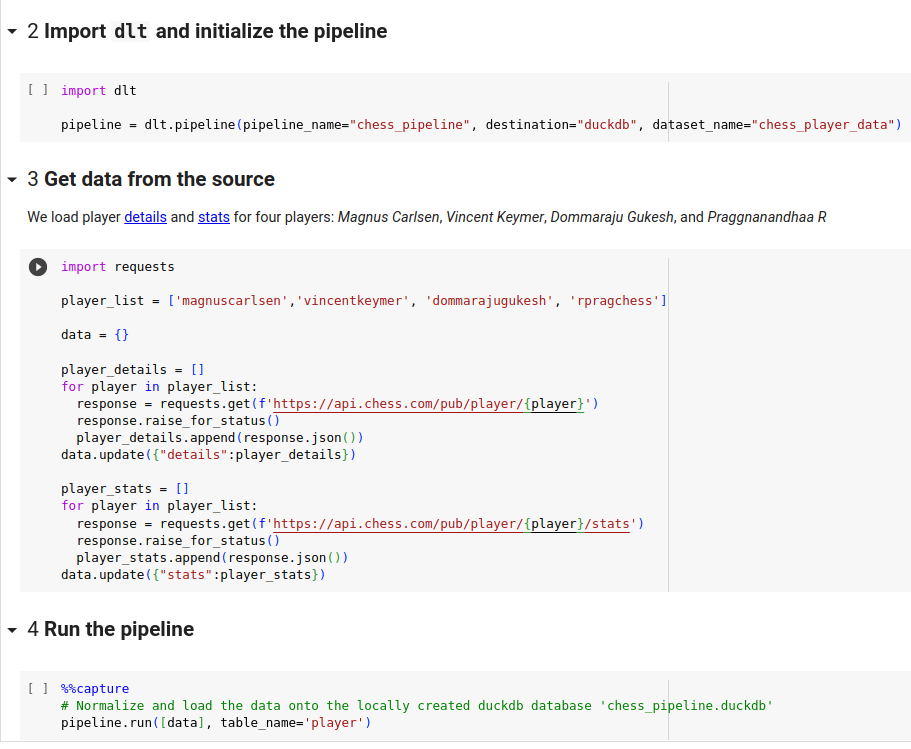 2 Import dlt and initialize the pipeline
[ ] import dlt
pipeline = dlt.pipeline(pipeline_name="chess_pipeline", destination="duckdb", dataset_name="chess_player_data")
3 Get data from the source
We load player details and stats for four players: Magnus Carlsen, Vincent Keymer, Dommaraju Gukesh, and Praggnanandhaa R
import requests
player_list = ['magnuscarlsen','vincentkeymer', 'dommarajugukesh', 'rpragchess']
data = {}
player_details = []
for player in player_list:
  response = requests.get(f'https://api.chess.com/pub/player/{player}')
  response.raise_for_status()
  player_details.append(response.json())
data.update({"details":player_details})
player_stats = []
for player in player_list:
  response = requests.get(f'https://api.chess.com/pub/player/{player}/stats')
  response.raise_for_status()
  player_stats.append(response.json())
data.update({"stats":player_stats})
4 Run the pipeline
[ ] %%capture
# Normalize and load the data onto the locally created duckdb database 'chess_pipeline.duckdb'
pipeline.run([data], table_name='player')